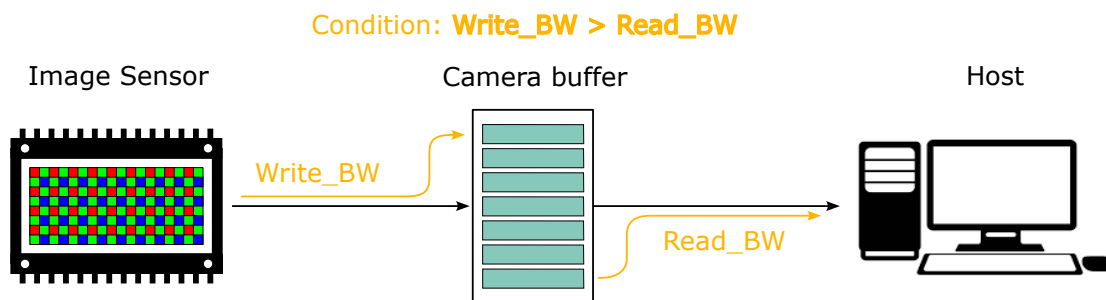 Condition: Write_BW > Read_BW
Image Sensor
Camera buffer
Host
Write_BW
Read_BW